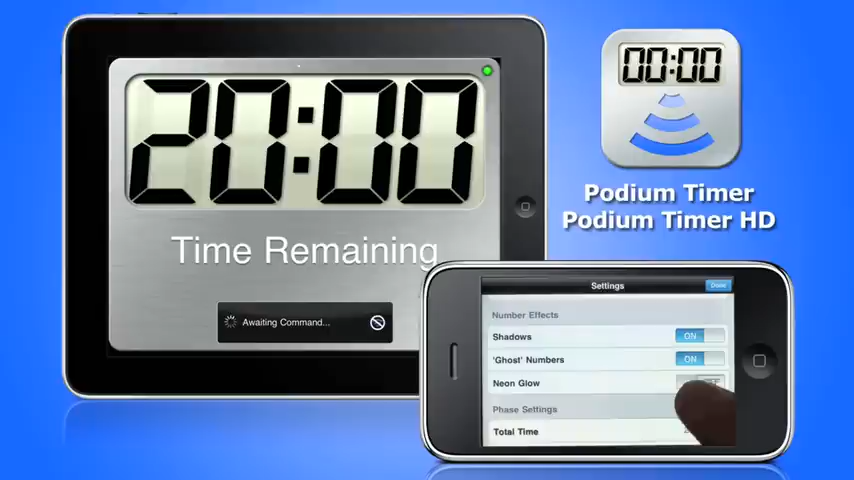 20:00
Time Remaining
Awaiting Command...
00:00
Podium Timer
Podium Timer HD
Settings
Done
Number Effects
Shadows
ON
'Ghost' Numbers
ON
Neon Glow
Phase Settings
Total Time